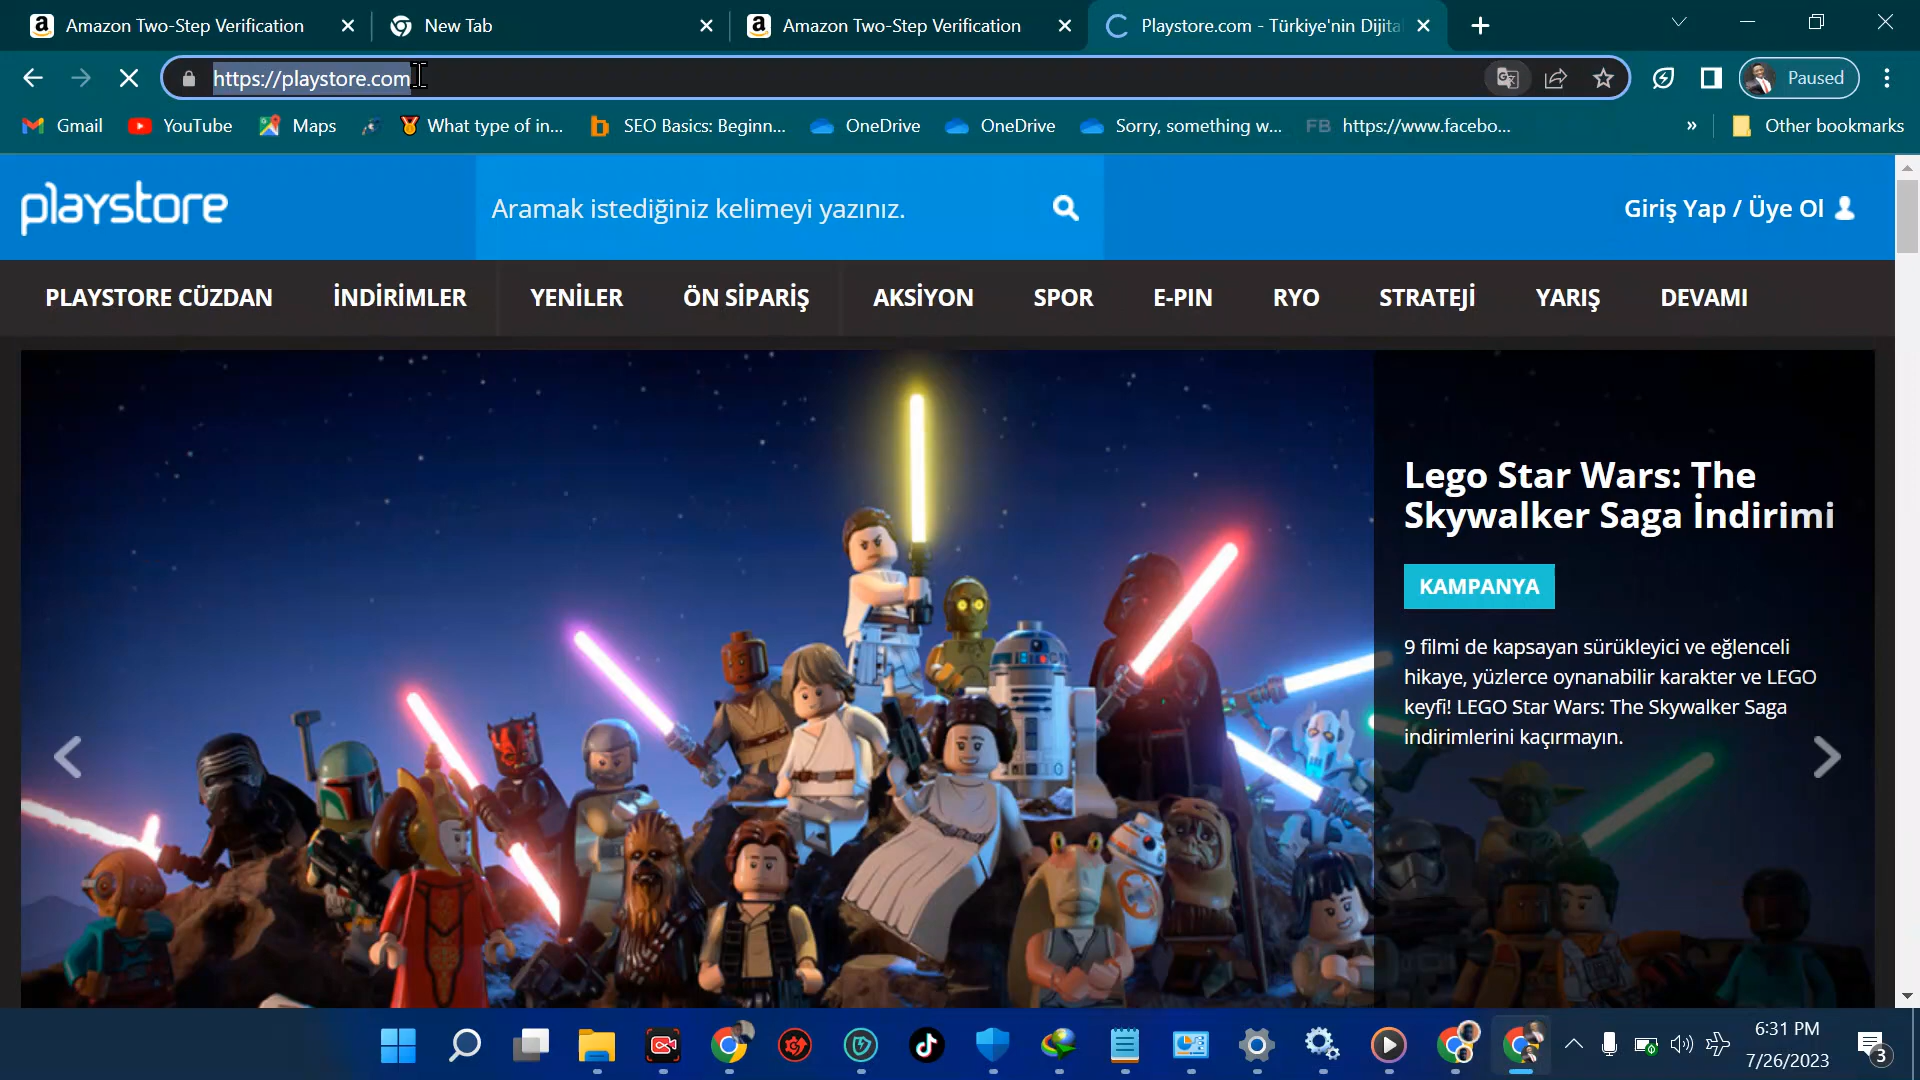 Amazon Two-Step Verification
New Tab
Amazon Two-Step Verification
Playstore.com - Türkiye'nin Dijita
https://playstore.com
Paused
Gmail
YouTube
Maps
What type of in...
SEO Basics: Beginn...
OneDrive
OneDrive
Sorry, something w...
FB
https://www.facebo...
»
Other bookmarks
playstore
Aramak istediğiniz kelimeyi yazınız.
Giriş Yap / Üye Ol
PLAYSTORE CÜZDAN
İNDİRİMLER
YENİLER
ÖN SİPARİŞ
AKSİYON
SPOR
E-PIN
RYO
STRATEJİ
YARIŞ
DEVAMI
Lego Star Wars: The
Skywalker Saga İndirimi
KAMPANYA
9 filmi de kapsayan sürükleyici ve eğlenceli
hikaye, yüzlerce oynanabilir karakter ve LEGO
keyfi! LEGO Star Wars: The Skywalker Saga
indirimlerini kaçırmayın.
6:31 PM
7/26/2023
3